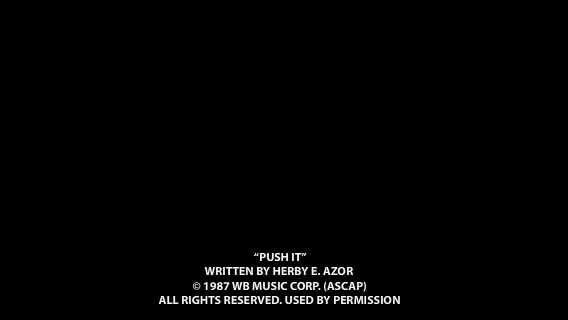 “PUSH IT”
WRITTEN BY HERBY E. AZOR
© 1987 WB MUSIC CORP. (ASCAP)
ALL RIGHTS RESERVED. USED BY PERMISSION